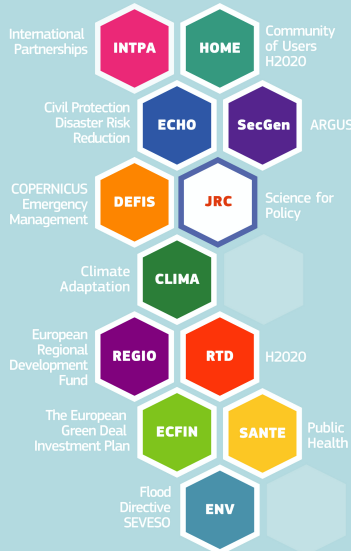 International
Partnerships
INTPA
HOME
Community
of Users
H2020
Civil Protection
Disaster Risk
Reduction
ECHO
SecGen
ARGUS
COPERNICUS
Emergency
Management
DEFIS
JRC
Science for
Policy
Climate
Adaptation
CLIMA
European
Regional
Development
Fund
REGIO
RTD
H2020
The European
Green Deal
Investment Plan
ECFIN
SANTE
Public
Health
Flood
Directive
SEVESO
ENV